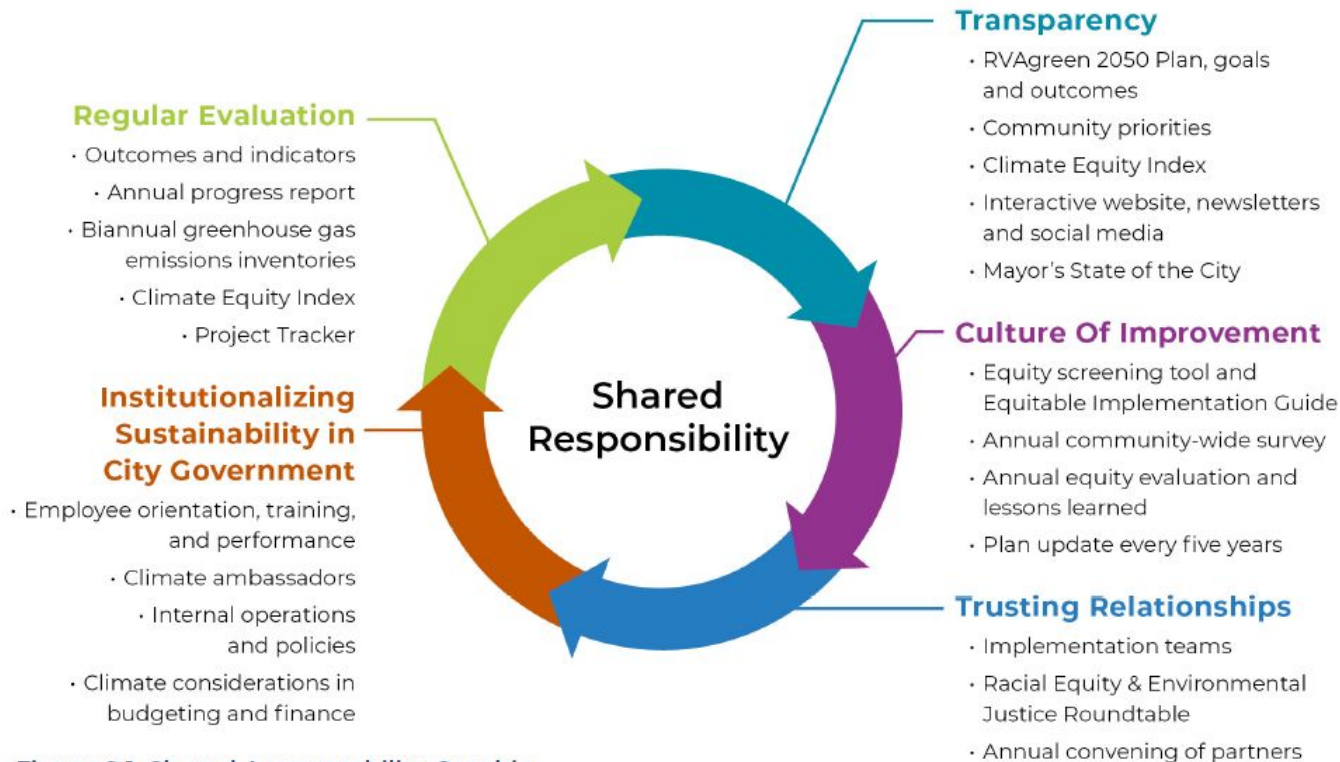 Transparency
· RVAgreen 2050 Plan, goals
and outcomes
· Community priorities
· Climate Equity Index
· Interactive website, newsletters
and social media
· Mayor's State of the City
Culture Of Improvement
· Equity screening tool and
Equitable Implementation Guide
· Annual community-wide survey
· Annual equity evaluation and
lessons learned
· Plan update every five years
Trusting Relationships
· Implementation teams
· Racial Equity & Environmental
Justice Roundtable
· Annual convening of partners
Institutionalizing
Sustainability in
City Government
· Employee orientation, training,
and performance
· Climate ambassadors
· Internal operations
and policies
· Climate considerations in
budgeting and finance
Regular Evaluation
· Outcomes and indicators
· Annual progress report
· Biannual greenhouse gas
emissions inventories
· Climate Equity Index
· Project Tracker
Shared
Responsibility